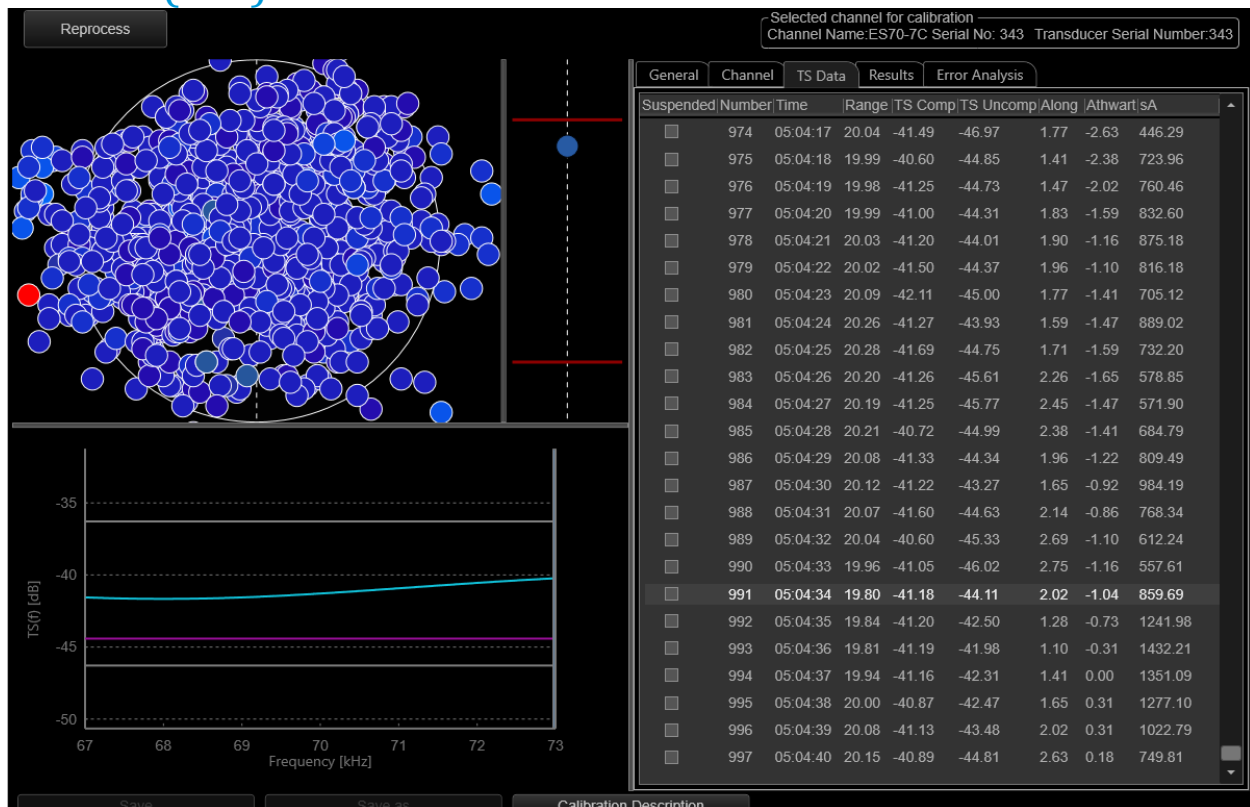 Reprocess
Selected channel for calibration
Channel Name:ES70-7C Serial No: 343 Transducer Serial Number:343
General Channel TS Data Results Error Analysis
Suspended Number Time Range TS Comp TS Uncomp Along Athwart sA
974 05:04:17 20.04 -41.49 -46.97 1.77 -2.63 446.29
975 05:04:18 19.99 -40.60 -44.85 1.41 -2.38 723.96
976 05:04:19 19.98 -41.25 -44.73 1.47 -2.02 760.46
977 05:04:20 19.99 -41.00 -44.31 1.83 -1.59 832.60
978 05:04:21 20.03 -41.20 -44.01 1.90 -1.16 875.18
979 05:04:22 20.02 -41.50 -44.37 1.96 -1.10 816.18
980 05:04:23 20.09 -42.11 -45.00 1.77 -1.41 705.12
981 05:04:24 20.26 -41.27 -43.93 1.59 -1.47 889.02
982 05:04:25 20.28 -41.69 -44.75 1.71 -1.59 732.20
983 05:04:26 20.20 -41.26 -45.61 2.26 -1.65 578.85
984 05:04:27 20.19 -41.25 -45.77 2.45 -1.47 571.90
985 05:04:28 20.21 -40.72 -44.99 2.38 -1.41 684.79
986 05:04:29 20.08 -41.33 -44.34 1.96 -1.22 809.49
987 05:04:30 20.12 -41.22 -43.27 1.65 -0.92 984.19
988 05:04:31 20.07 -41.60 -44.63 2.14 -0.86 768.34
989 05:04:32 20.04 -40.60 -45.33 2.69 -1.10 612.24
990 05:04:33 19.96 -41.05 -46.02 2.75 -1.16 557.61
991 05:04:34 19.80 -41.18 -44.11 2.02 -1.04 859.69
992 05:04:35 19.84 -41.20 -42.50 1.28 -0.73 1241.98
993 05:04:36 19.81 -41.19 -41.98 1.10 -0.31 1432.21
994 05:04:37 19.94 -41.16 -42.31 1.41 0.00 1351.09
995 05:04:38 20.00 -40.87 -42.47 1.65 0.31 1277.10
996 05:04:39 20.08 -41.13 -43.48 2.02 0.31 1022.79
997 05:04:40 20.15 -40.89 -44.81 2.63 0.18 749.81
TS(f) [dB]
-35
-40
-45
-50
67 68 69 70 71 72 73
Frequency [kHz]
Save Save as Calibration Description